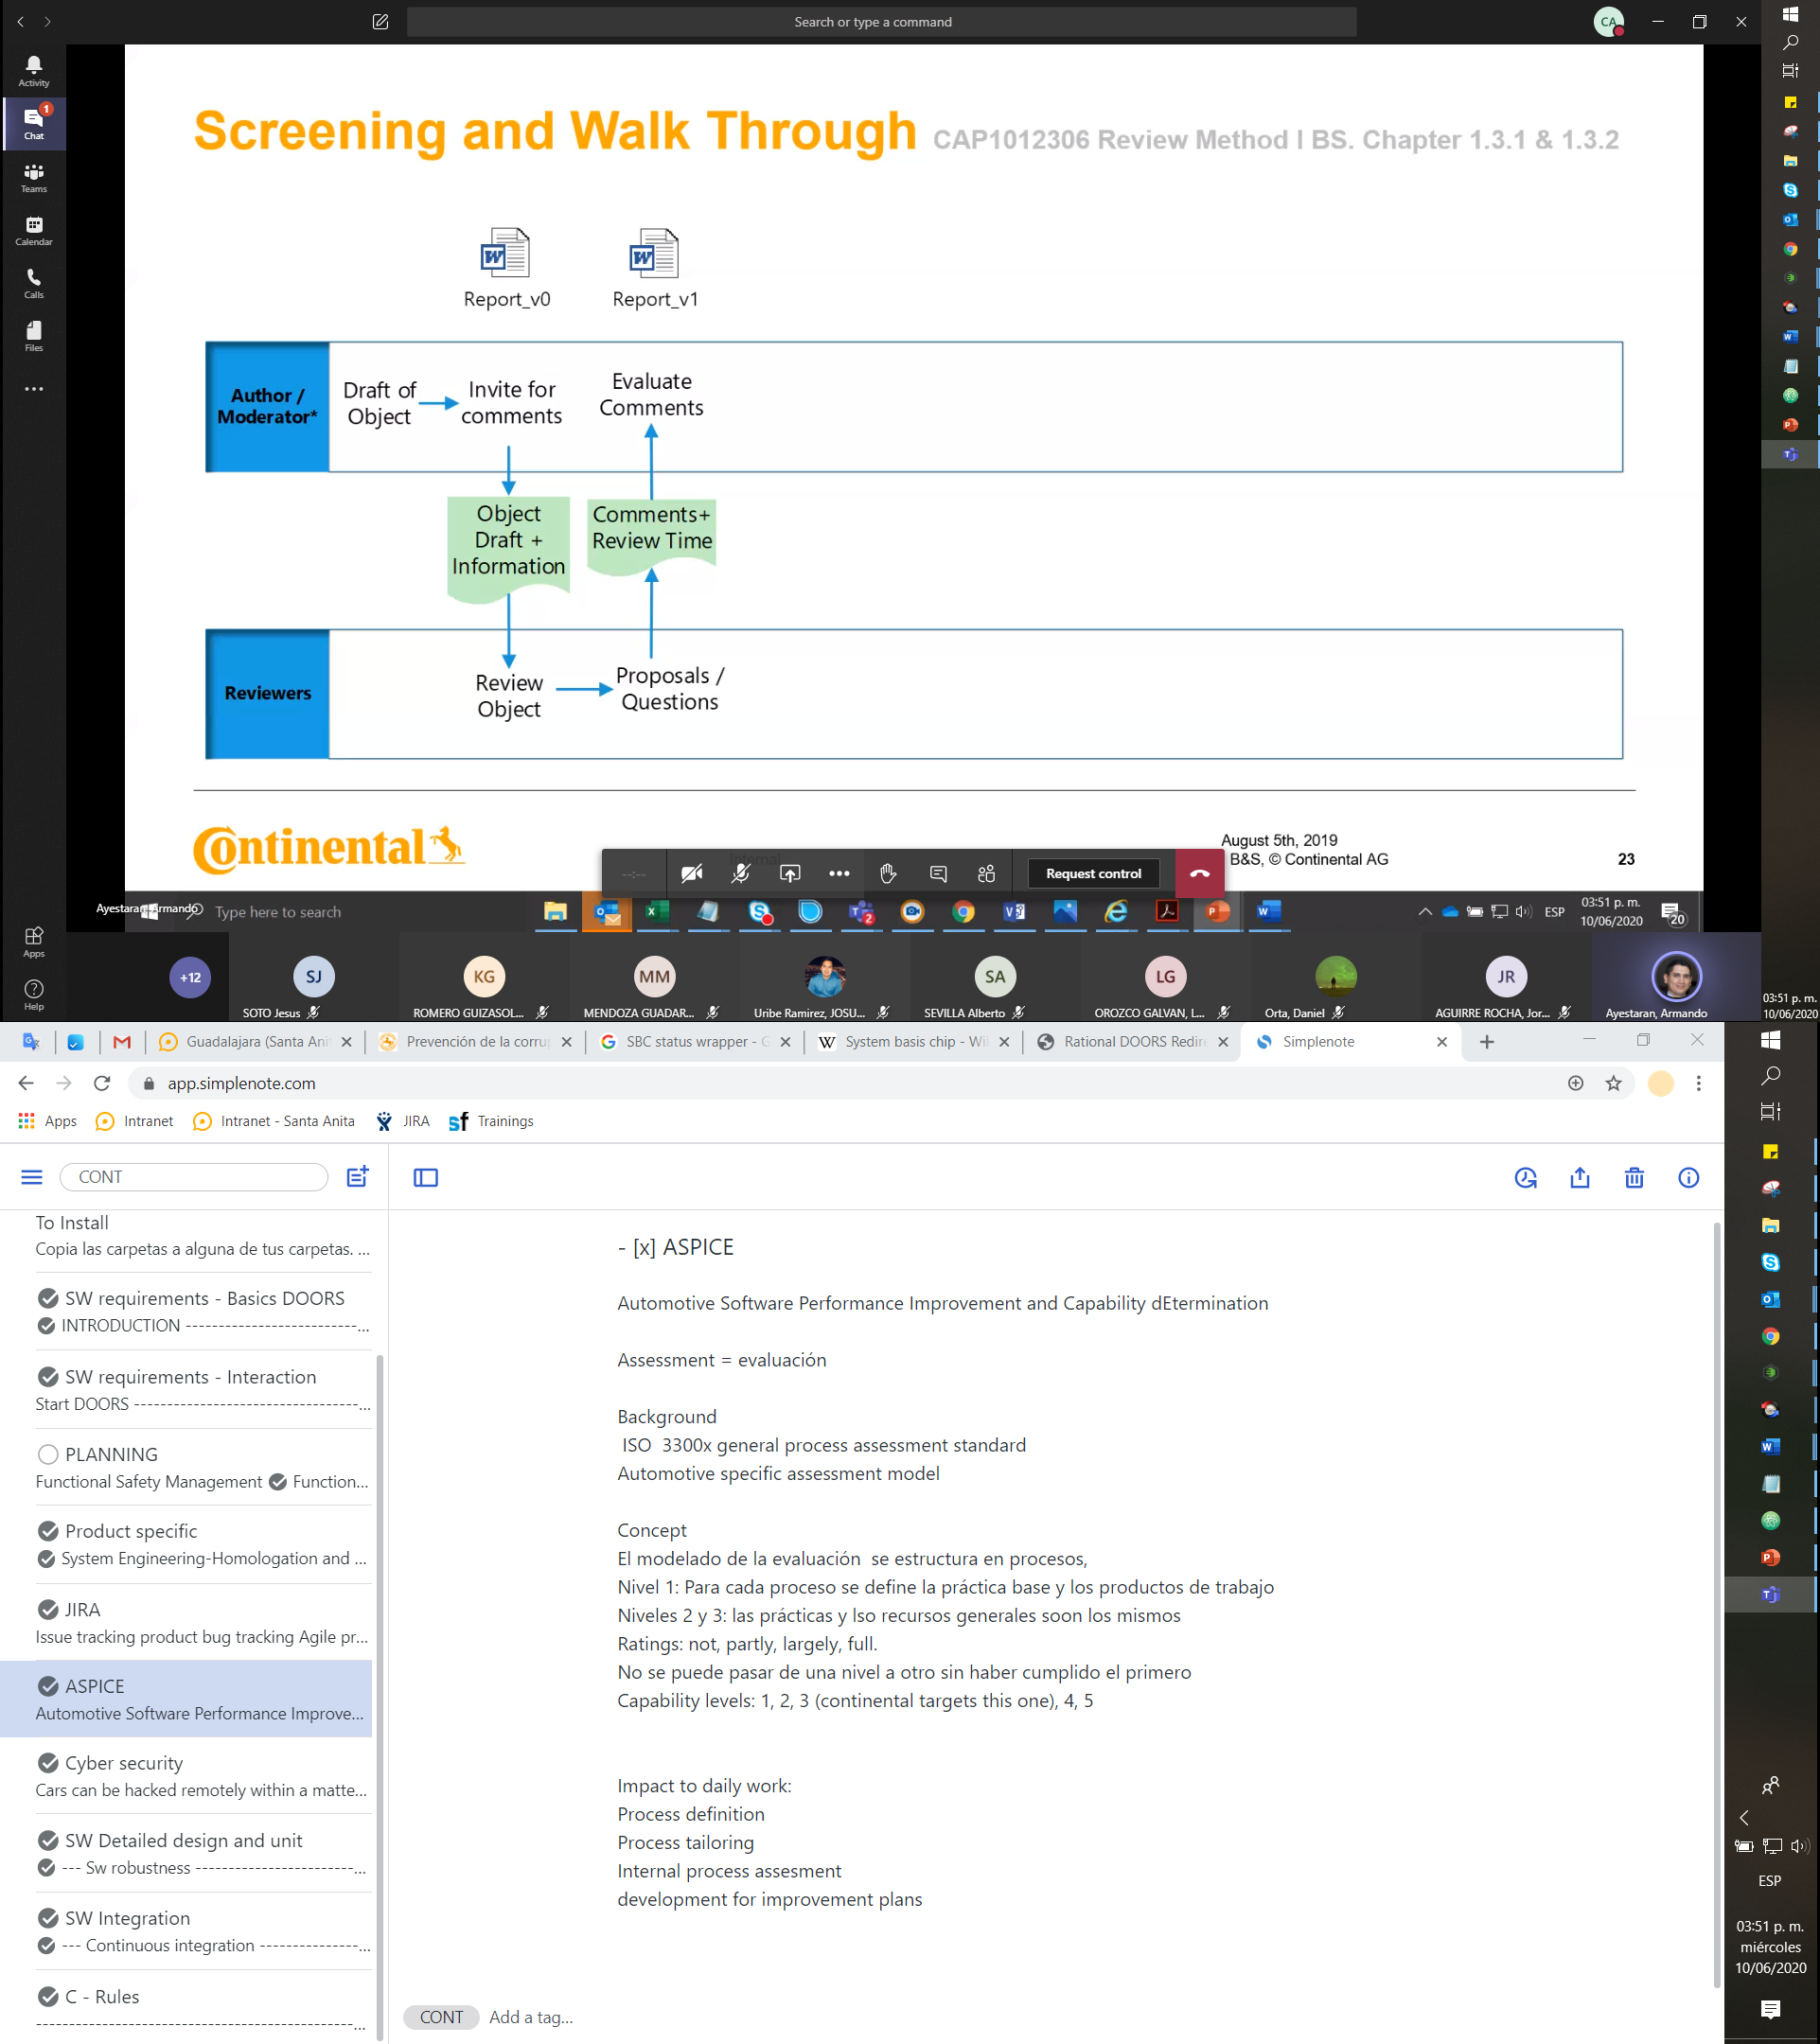 Search or type a command
CA
Activity
Chat
1
Teams
Calendar
Calls
Files
Apps
Help
Screening and Walk Through CAP1012306 Review Method I BS. Chapter 1.3.1 & 1.3.2
Report_v0
Report_v1
Author /
Moderator*
Draft of
Object
Invite for
comments
Evaluate
Comments
Object
Draft +
Information
Comments+
Review Time
Reviewers
Review
Object
Proposals /
Questions
Continental
August 5th, 2019
B&S, © Continental AG
23
--:--
Request control
Type here to search
ESP
03:51 p. m.
10/06/2020
20
+12
SJ
SOTO Jesus
KG
ROMERO GUIZASOL...
MM
MENDOZA GUADAR...
Uribe Ramirez, JOSU...
SA
SEVILLA Alberto
LG
OROZCO GALVAN, L...
Orta, Daniel
JR
AGUIRRE ROCHA, Jor...
Ayestaran, Armando
03:51 p. m.
10/06/2020
Guadalajara (Santa Anit
Prevención de la corrup
SBC status wrapper - G
System basis chip - Wil
Rational DOORS Redire
Simplenote
app.simplenote.com
Apps
Intranet
Intranet - Santa Anita
JIRA
Trainings
CONT
To Install
Copia las carpetas a alguna de tus carpetas. ...
SW requirements - Basics DOORS
INTRODUCTION --------------------------...
SW requirements - Interaction
Start DOORS ----------------------------------...
PLANNING
Functional Safety Management Function...
Product specific
System Engineering-Homologation and ...
JIRA
Issue tracking product bug tracking Agile pr...
ASPICE
Automotive Software Performance Improve...
Cyber security
Cars can be hacked remotely within a matte...
SW Detailed design and unit
--- Sw robustness ------------------------...
SW Integration
--- Continuous integration ---------------...
C - Rules
------------------------------------------------...
- [x] ASPICE
Automotive Software Performance Improvement and Capability dEtermination
Assessment = evaluación
Background
ISO 3300x general process assessment standard
Automotive specific assessment model
Concept
El modelado de la evaluación se estructura en procesos,
Nivel 1: Para cada proceso se define la práctica base y los productos de trabajo
Niveles 2 y 3: las prácticas y lso recursos generales soon los mismos
Ratings: not, partly, largely, full.
No se puede pasar de una nivel a otro sin haber cumplido el primero
Capability levels: 1, 2, 3 (continental targets this one), 4, 5
Impact to daily work:
Process definition
Process tailoring
Internal process assesment
development for improvement plans
CONT
Add a tag...
ESP
03:51 p. m.
miércoles
10/06/2020